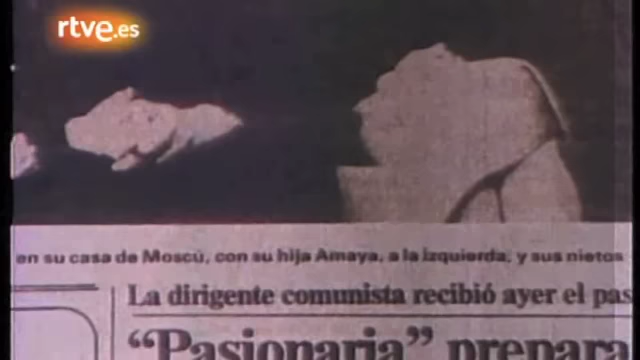 rtve.es
en su casa de Moscú, con su hija Amaya, a la izquierda, y sus nietos
La dirigente comunista recibió ayer el pas
“Pasionaria” prepara